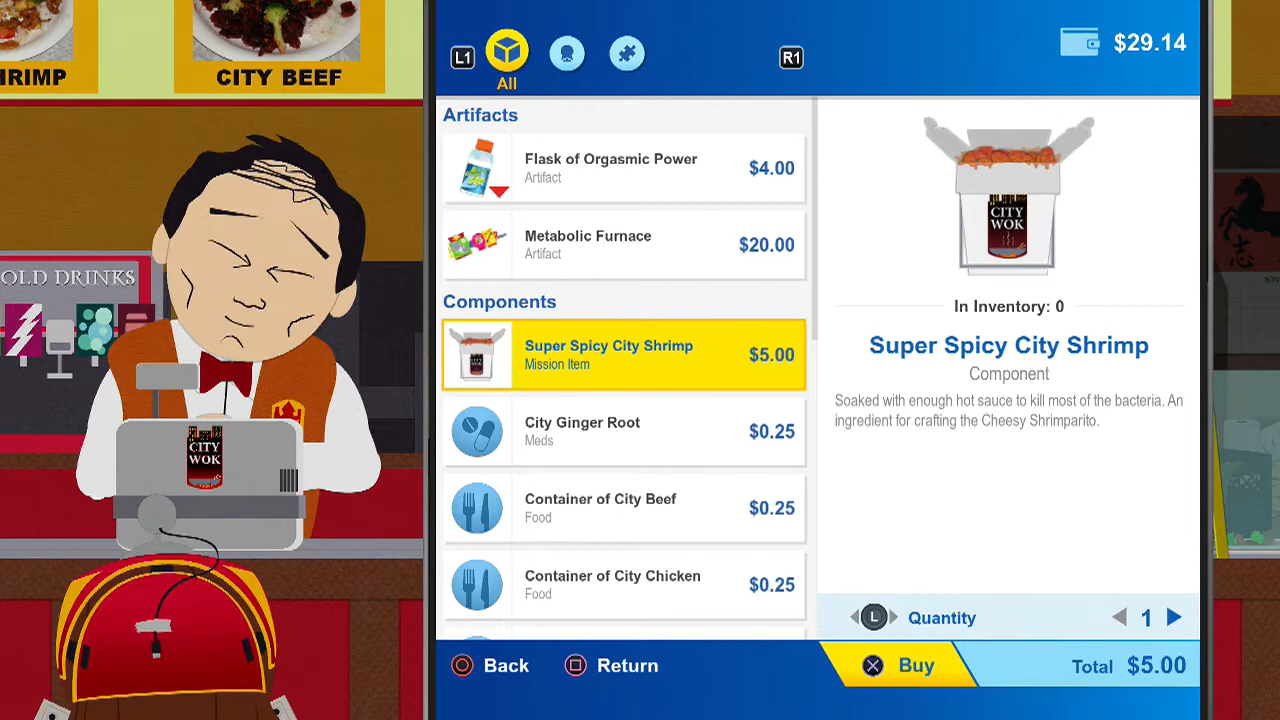 HRIMP
CITY BEEF
OLD DRINKS
CITY
WOK
L1
All
R1
$29.14
Artifacts
Flask of Orgasmic Power
Artifact
$4.00
Metabolic Furnace
Artifact
$20.00
Components
Super Spicy City Shrimp
Mission Item
$5.00
City Ginger Root
Meds
$0.25
Container of City Beef
Food
$0.25
Container of City Chicken
Food
$0.25
CITY
WOK
In Inventory: 0
Super Spicy City Shrimp
Component
Soaked with enough hot sauce to kill most of the bacteria. An
ingredient for crafting the Cheesy Shrimparito.
L Quantity 1
Back
Return
Buy
Total $5.00